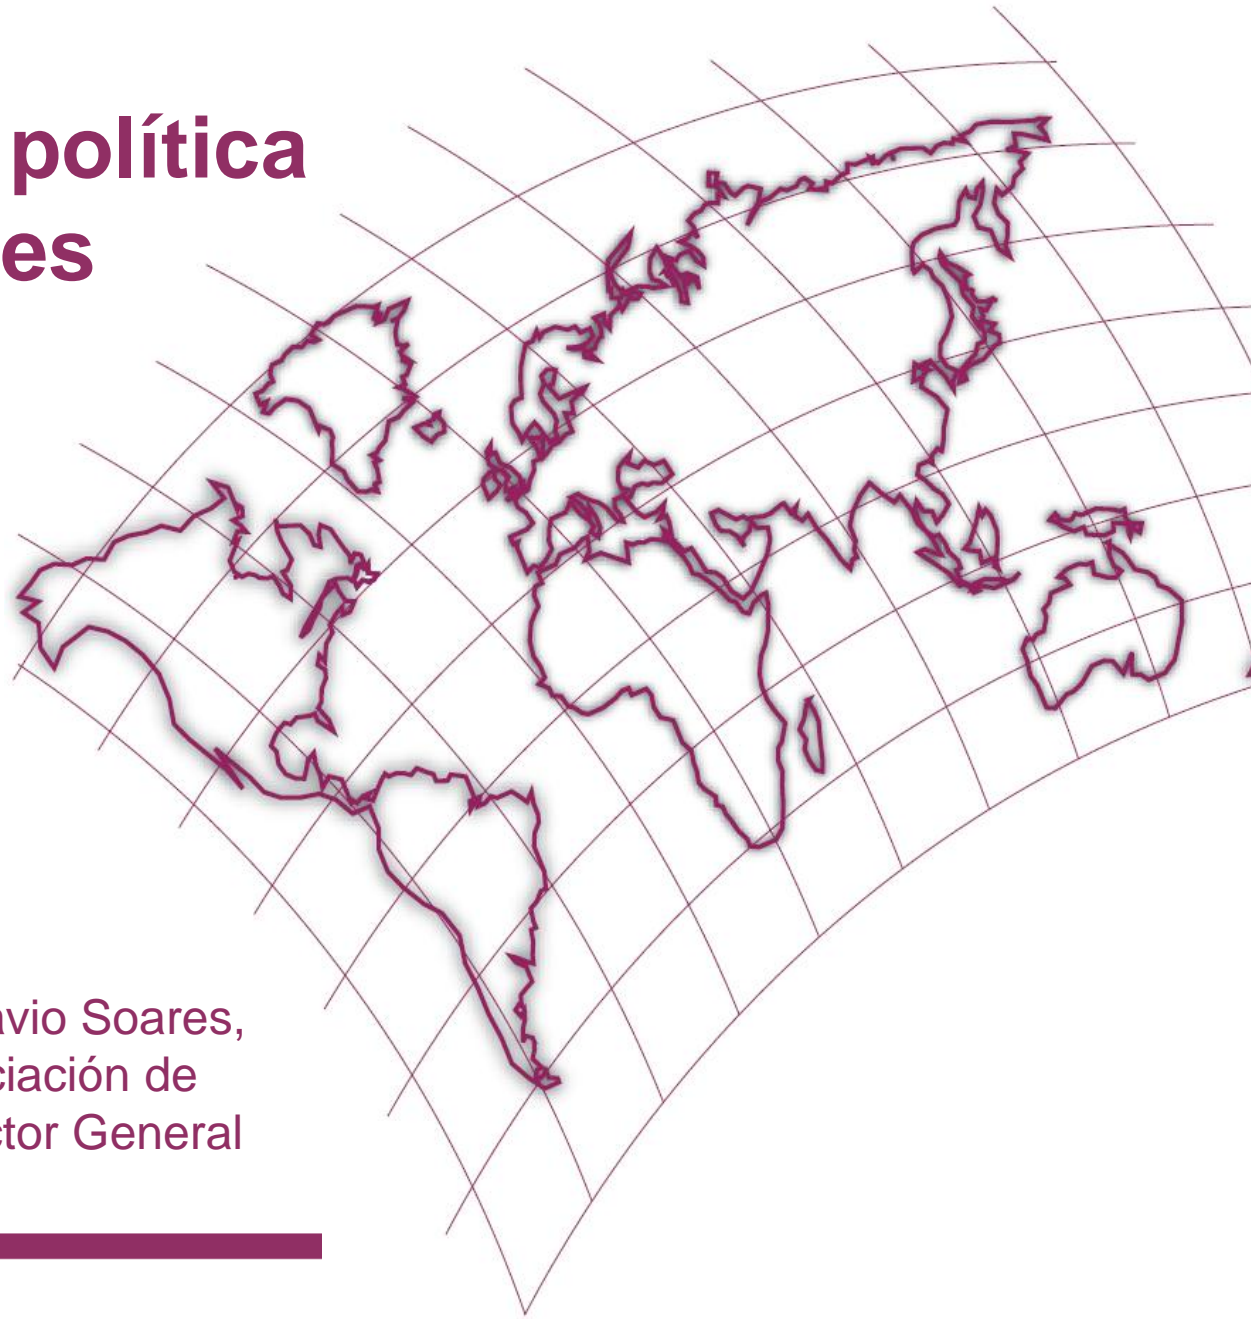 política
es
avio Soares,
ciación de
ctor General